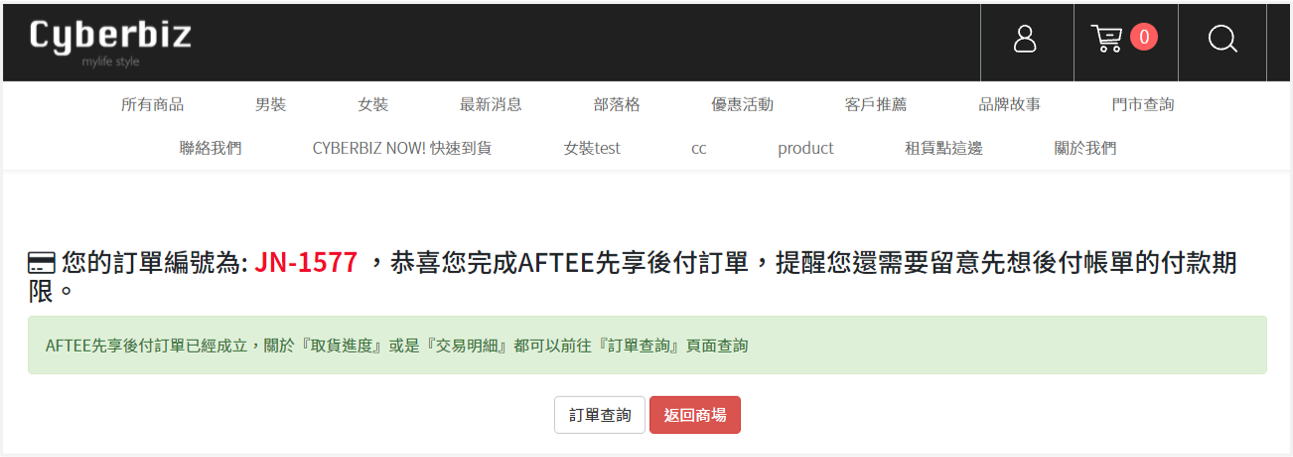 Cyberbiz
mylife style
0
所有商品 男裝 女裝 最新消息 部落格 優惠活動 客戶推薦 品牌故事 門市查詢
聯絡我們 CYBERBIZ NOW! 快速到貨 女裝test cc product 租賃點這邊 關於我們
您的訂單編號為: JN-1577 ，恭喜您完成AFTEE先享後付訂單，提醒您還需要留意先想後付帳單的付款期
限。
AFTEE先享後付訂單已經成立，關於『取貨進度』或是『交易明細』都可以前往『訂單查詢』頁面查詢
訂單查詢 返回商場